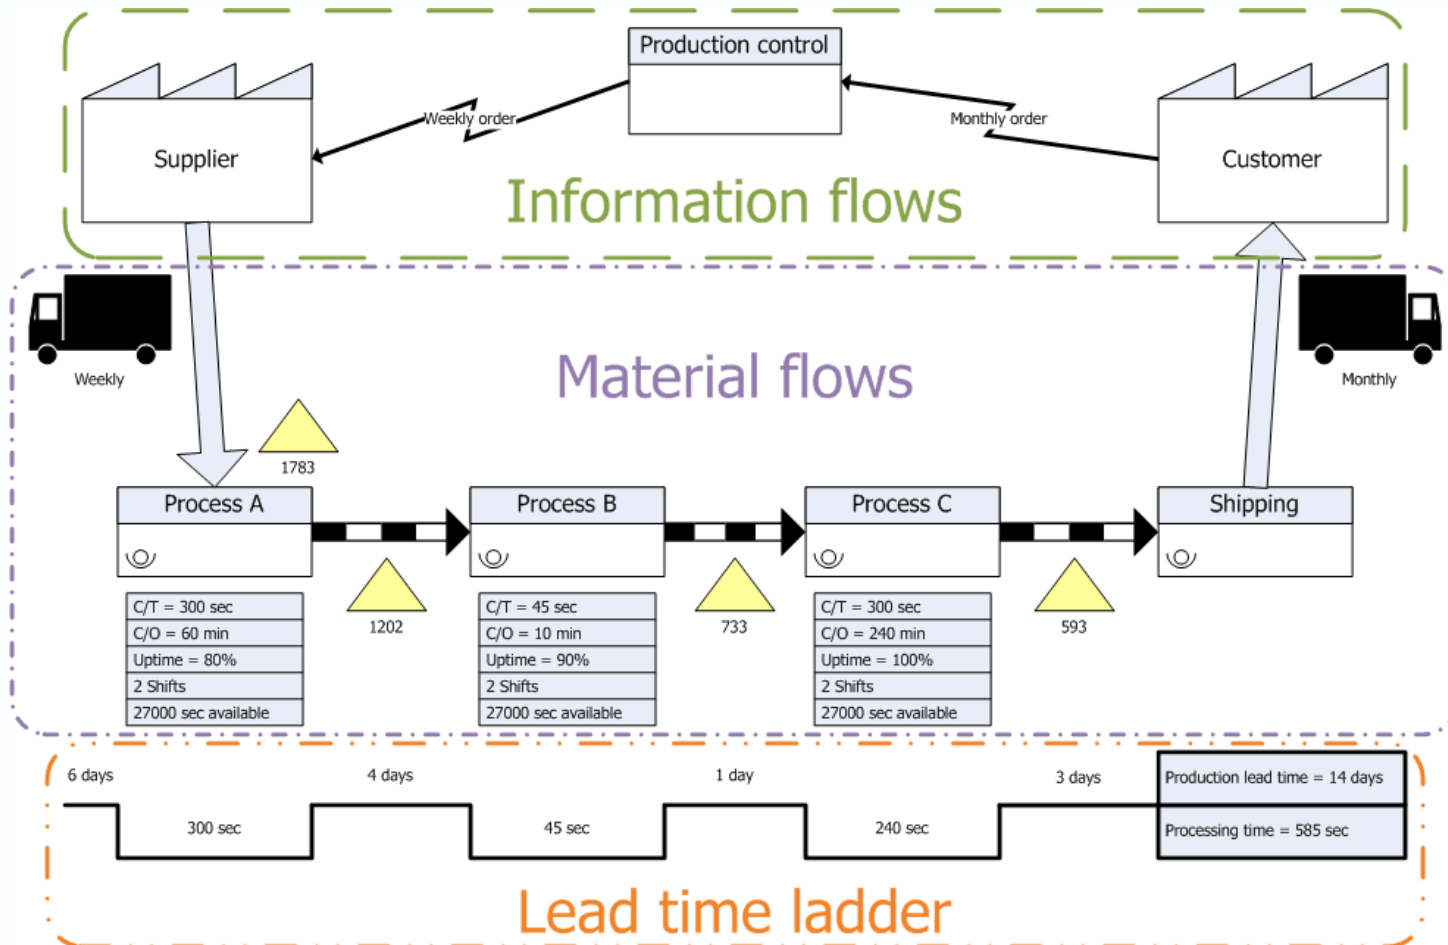 Production control
Weekly order
Monthly order
Supplier
Customer
Information flows
Weekly
Material flows
Monthly
1783
Process A
Process B
Process C
Shipping
1202
733
593
C/T = 300 sec
C/O = 60 min
Uptime = 80%
2 Shifts
27000 sec available
C/T = 45 sec
C/O = 10 min
Uptime = 90%
2 Shifts
27000 sec available
C/T = 300 sec
C/O = 240 min
Uptime = 100%
2 Shifts
27000 sec available
6 days
4 days
1 day
3 days
Production lead time = 14 days
300 sec
45 sec
240 sec
Processing time = 585 sec
Lead time ladder